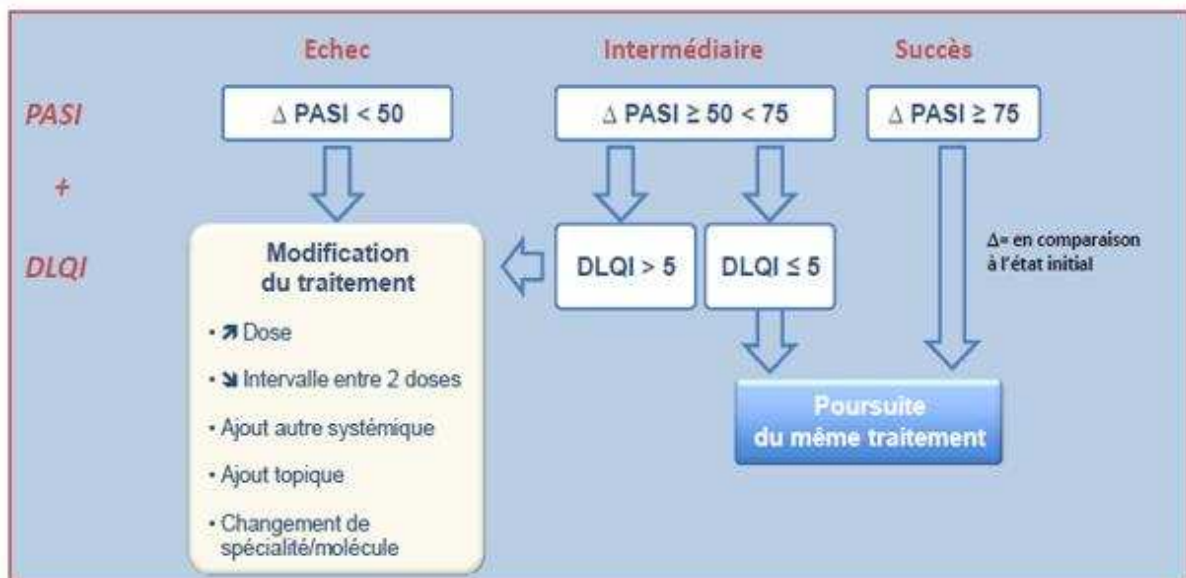 Echec
Intermédiaire
Succès
PASI
Δ PASI < 50
Δ PASI ≥ 50 < 75
Δ PASI ≥ 75
+
DLQI
Modification
du traitement
• ↗ Dose
• ↘ Intervalle entre 2 doses
• Ajout autre systémique
• Ajout topique
• Changement de
spécialité/molécule
DLQI > 5
DLQI ≤ 5
Δ= en comparaison
à l'état initial
Poursuite
du même traitement